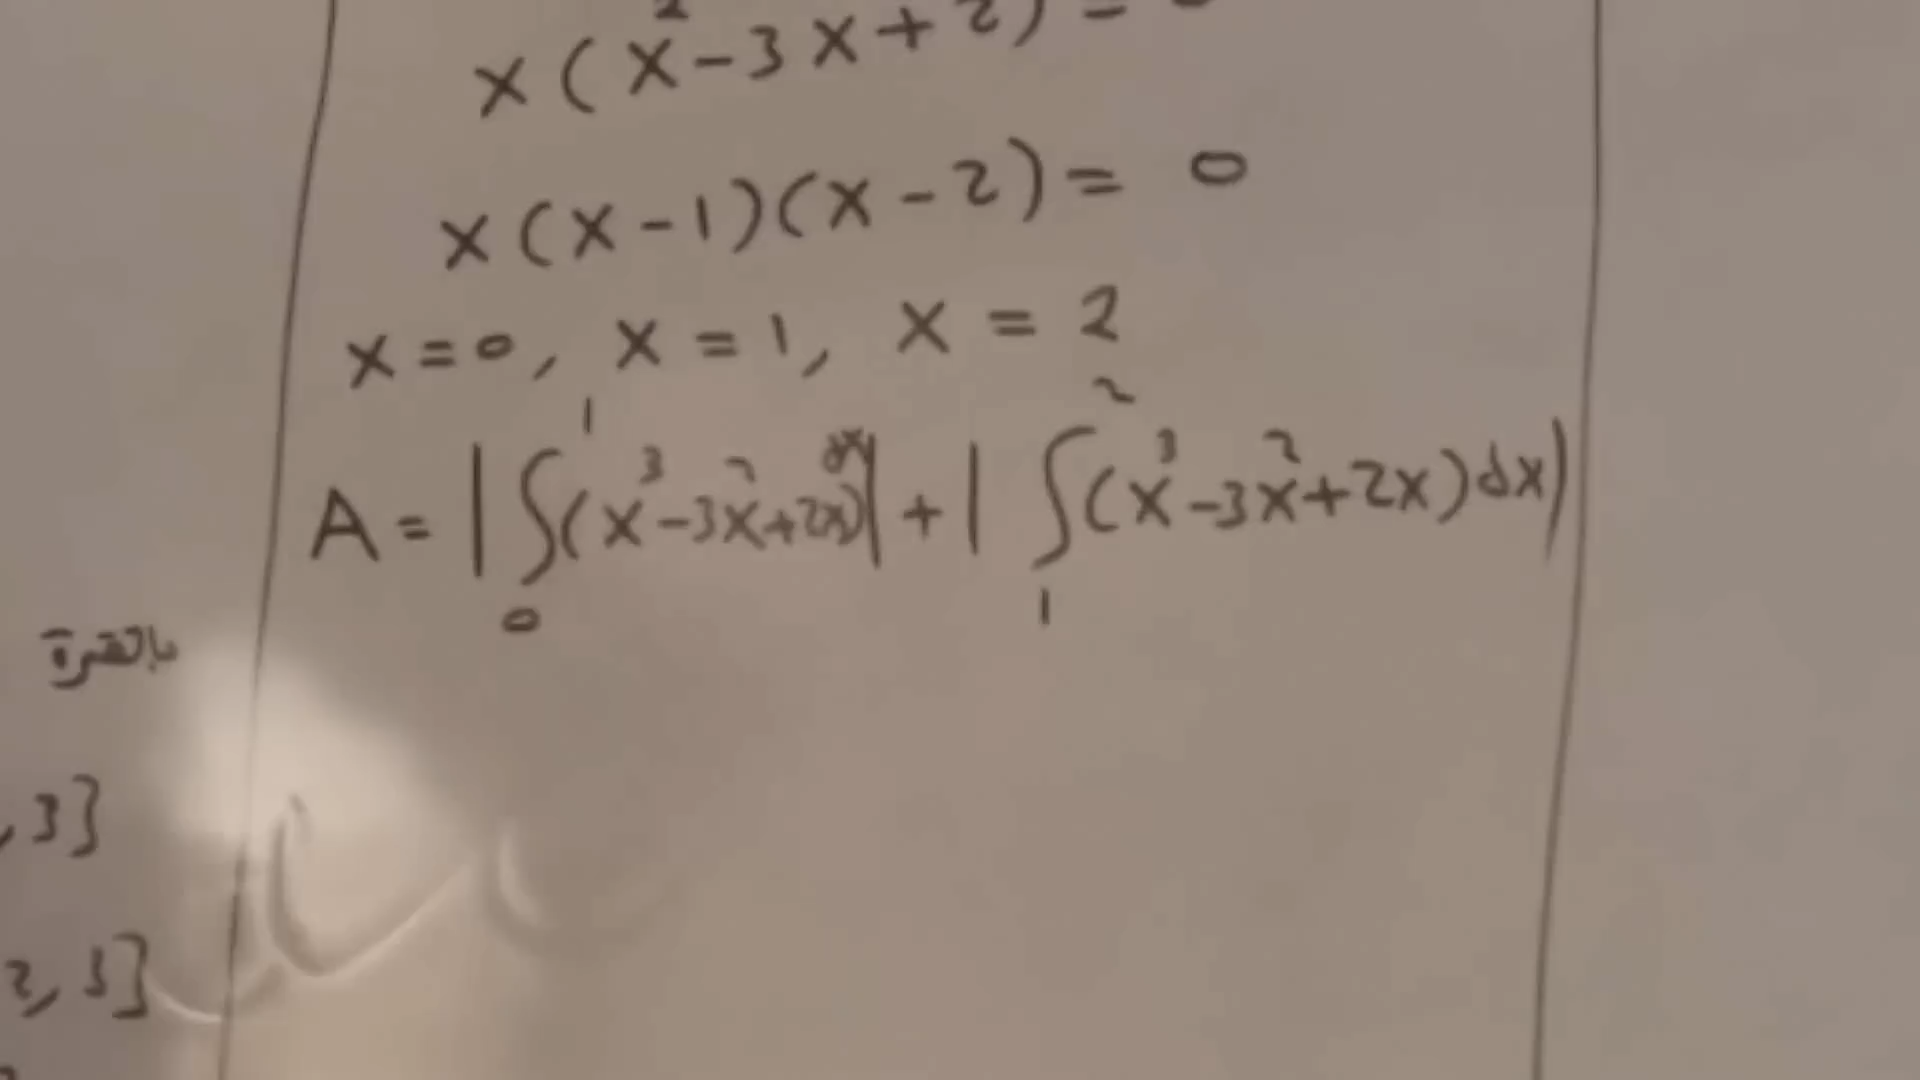 x(x²-3x+2) =
x(x-1)(x-2) = 0
x=0, x=1, x=2
A = |∫₀¹(x³-3x²+2x)dx| + |∫₁²(x³-3x²+2x)dx|
, 3]
2, 3]